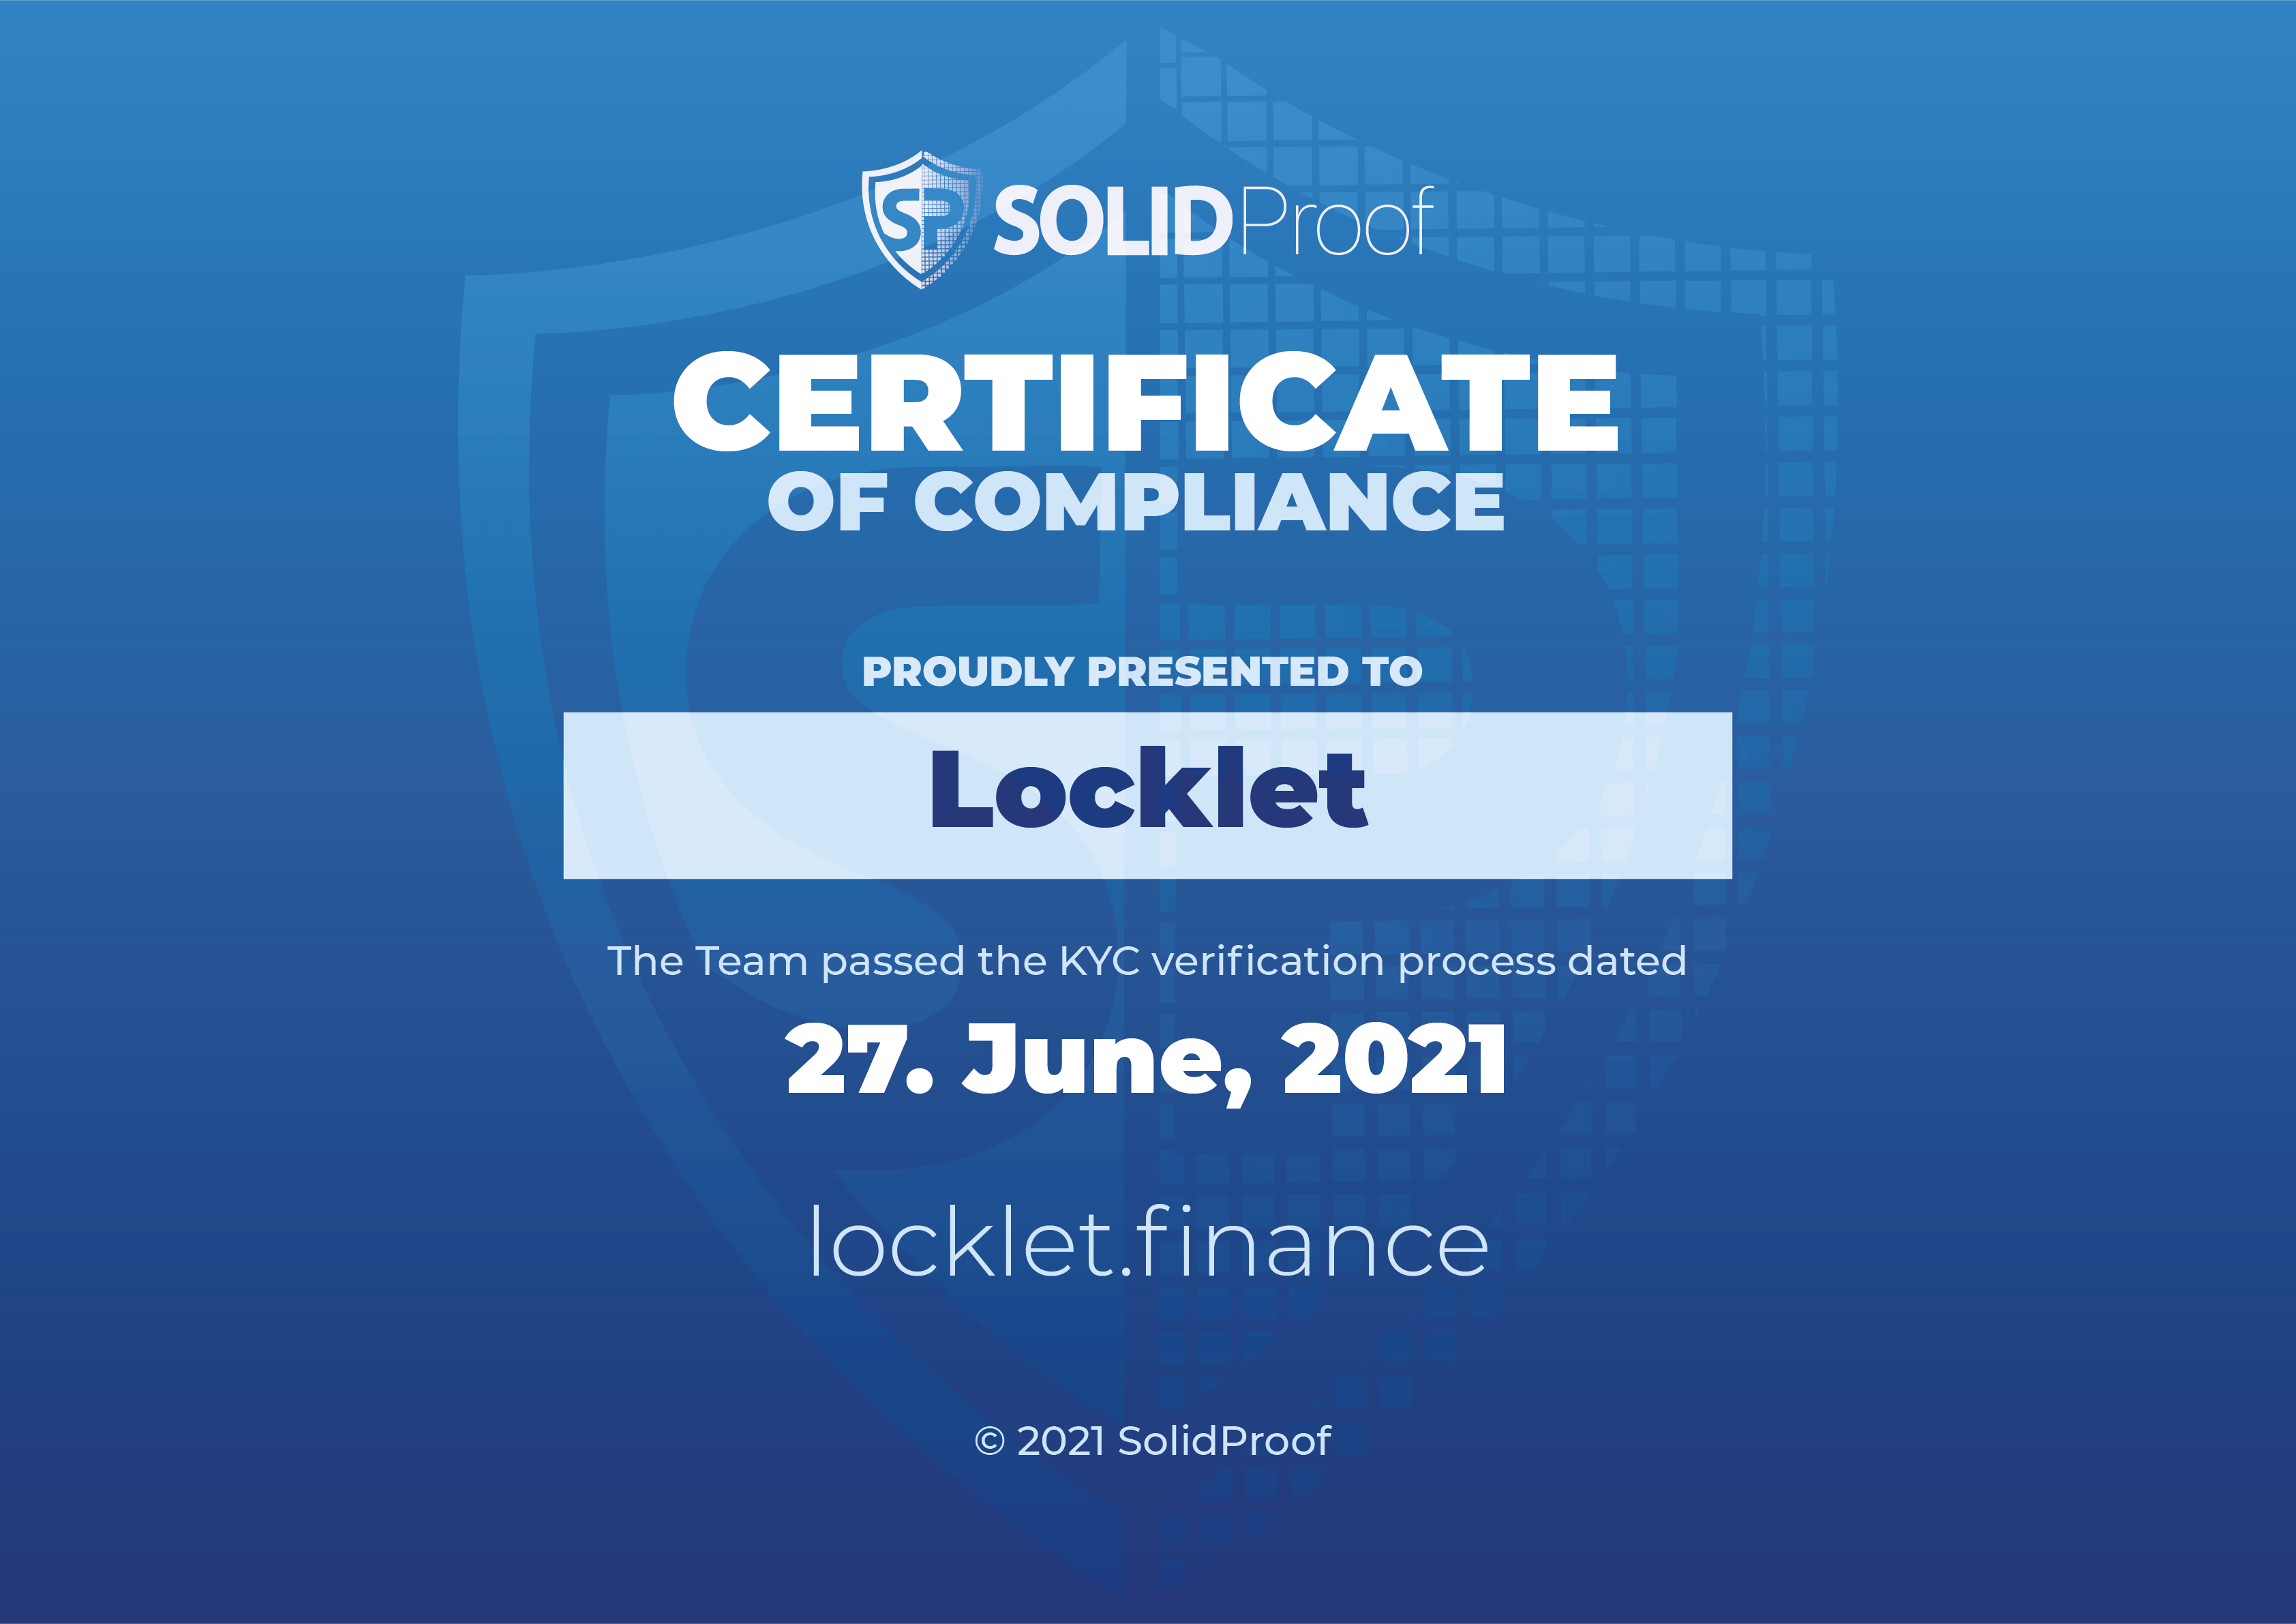 SP SOLIDProof
CERTIFICATE
OF COMPLIANCE
PROUDLY PRESENTED TO
Locklet
The Team passed the KYC verification process dated
27. June, 2021
locklet.finance
© 2021 SolidProof